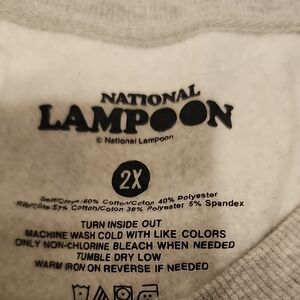 NATIONAL
LAMPOON
© National Lampoon
2X
Self/Corps 60% Cotton/Coton 40% Polyester
Rib/Côte 57% Cotton/Coton 38% Polyester 5% Spandex
TURN INSIDE OUT
MACHINE WASH COLD WITH LIKE COLORS
ONLY NON-CHLORINE BLEACH WHEN NEEDED
TUMBLE DRY LOW
WARM IRON ON REVERSE IF NEEDED